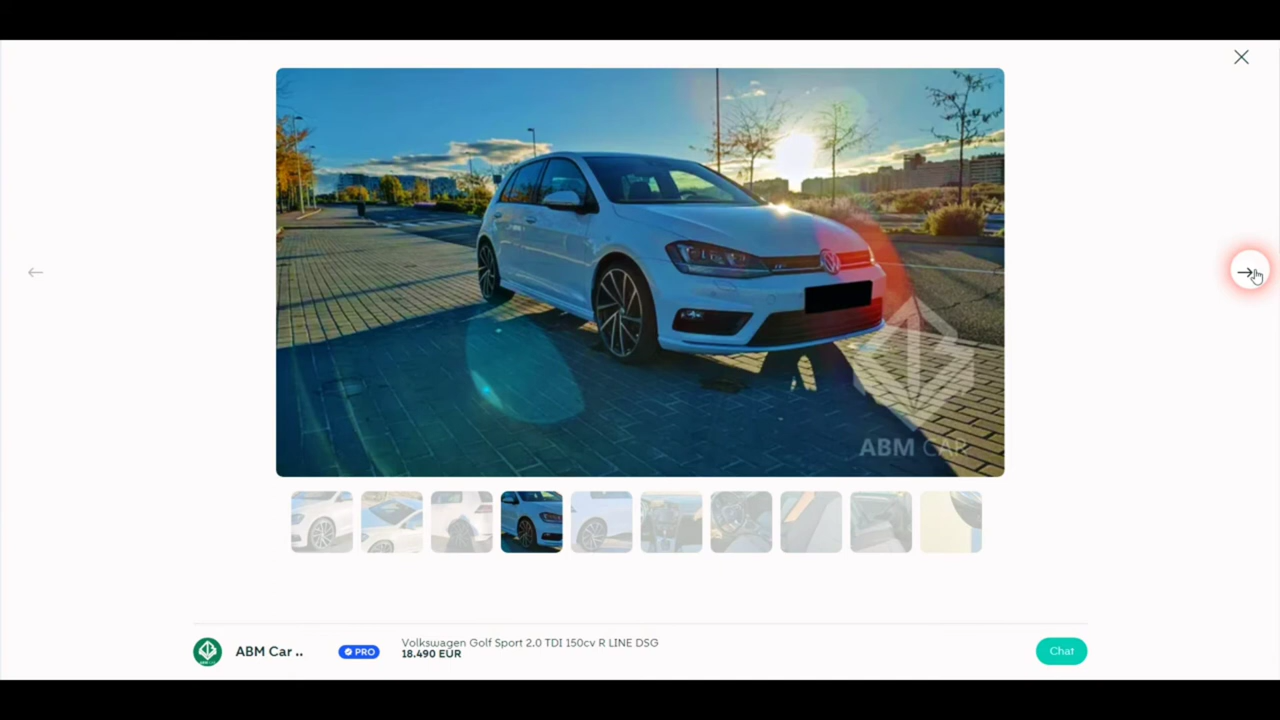 ABM CAR
ABM Car ..
PRO
Volkswagen Golf Sport 2.0 TDI 150cv R LINE DSG
18.490 EUR
Chat